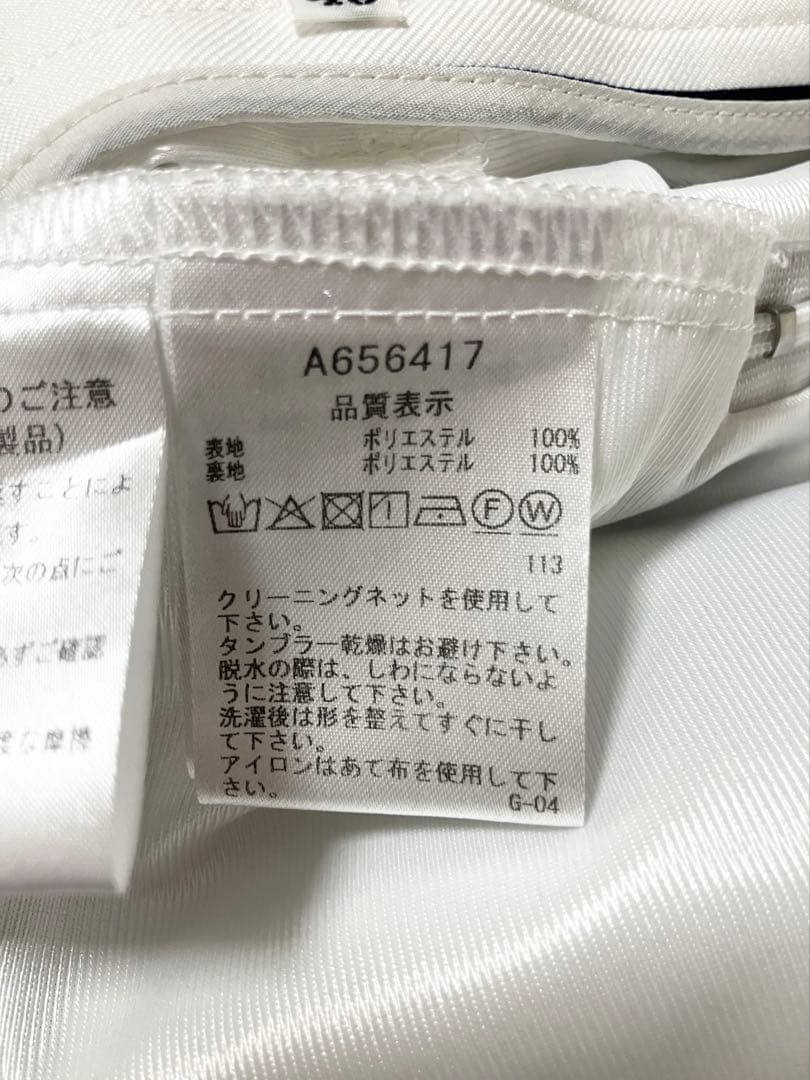 のご注意
製品)
すことによ
す。
次の点にご
ずご確認
な摩擦
A656417
品質表示
表地 ポリエステル 100%
裏地 ポリエステル 100%
F W
113
クリーニングネットを使用して
下さい。
タンブラー乾燥はお避け下さい。
脱水の際は、しわにならないよ
うに注意して下さい。
洗濯後は形を整えてすぐに干し
て下さい。
アイロンはあて布を使用して下
さい。
G-04